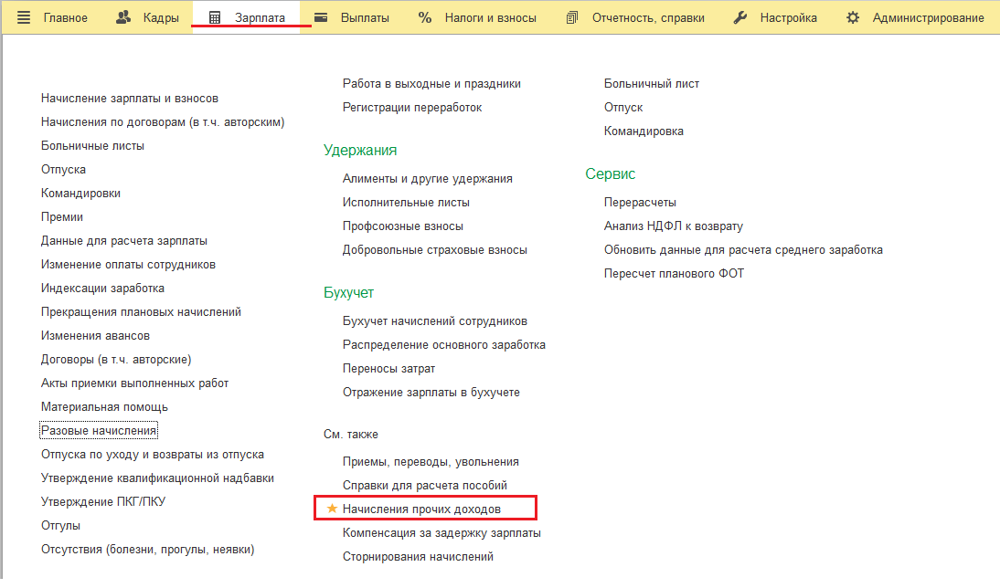 Главное Кадры Зарплата Выплаты Налоги и взносы Отчетность, справки Настройка Администрирование
Начисление зарплаты и взносов
Начисления по договорам (в т.ч. авторским)
Больничные листы
Отпуска
Командировки
Премии
Данные для расчета зарплаты
Изменение оплаты сотрудников
Индексации заработка
Прекращения плановых начислений
Изменения авансов
Договоры (в т.ч. авторские)
Акты приемки выполненных работ
Материальная помощь
Разовые начисления
Отпуска по уходу и возвраты из отпуска
Утверждение квалификационной надбавки
Утверждение ПКГ/ПКУ
Отгулы
Отсутствия (болезни, прогулы, неявки)
Работа в выходные и праздники
Регистрации переработок
Удержания
Алименты и другие удержания
Исполнительные листы
Профсоюзные взносы
Добровольные страховые взносы
Бухучет
Бухучет начислений сотрудников
Распределение основного заработка
Переносы затрат
Отражение зарплаты в бухучете
См. также
Приемы, переводы, увольнения
Справки для расчета пособий
Начисления прочих доходов
Компенсация за задержку зарплаты
Сторнирования начислений
Больничный лист
Отпуск
Командировка
Сервис
Перерасчеты
Анализ НДФЛ к возврату
Обновить данные для расчета среднего заработка
Пересчет планового ФОТ